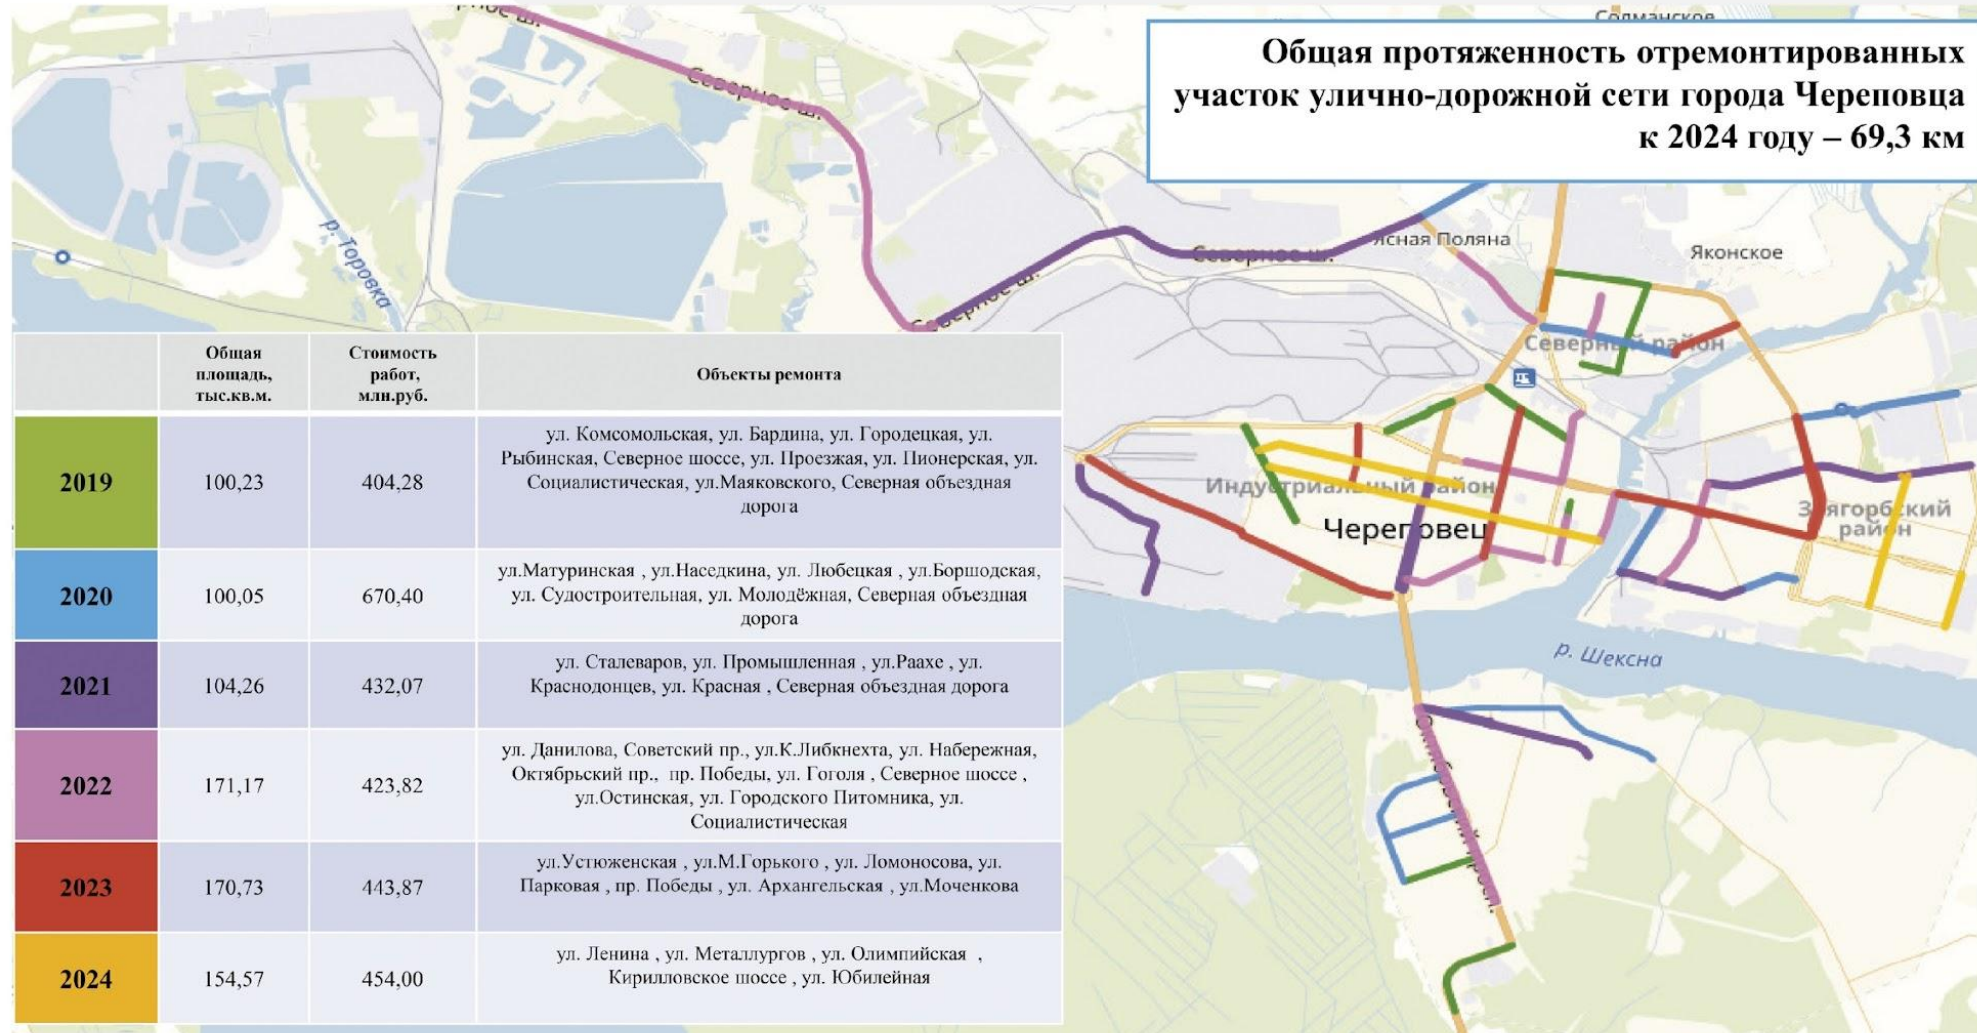 рное ш.
Солманское
Общая протяженность отремонтированных
участок улично-дорожной сети города Череповца
к 2024 году – 69,3 км
Северное ш.
р. Торовка
Ясная Поляна
Северное ш.
Яконское
Северное ш.
Северный район
Индустриальный район
Череповец
Заягорбский
район
р. Шексна
Октябрьский просп.
Общая
площадь,
тыс.кв.м.
Стоимость
работ,
млн.руб.
Объекты ремонта
2019
100,23
404,28
ул. Комсомольская, ул. Бардина, ул. Городецкая, ул.
Рыбинская, Северное шоссе, ул. Проезжая, ул. Пионерская, ул.
Социалистическая, ул.Маяковского, Северная объездная
дорога
2020
100,05
670,40
ул.Матуринская , ул.Наседкина, ул. Любецкая , ул.Боршодская,
ул. Судостроительная, ул. Молодёжная, Северная объездная
дорога
2021
104,26
432,07
ул. Сталеваров, ул. Промышленная , ул.Раахе , ул.
Краснодонцев, ул. Красная , Северная объездная дорога
2022
171,17
423,82
ул. Данилова, Советский пр., ул.К.Либкнехта, ул. Набережная,
Октябрьский пр., пр. Победы, ул. Гоголя , Северное шоссе ,
ул.Остинская, ул. Городского Питомника, ул.
Социалистическая
2023
170,73
443,87
ул.Устюженская , ул.М.Горького , ул. Ломоносова, ул.
Парковая , пр. Победы , ул. Архангельская , ул.Моченкова
2024
154,57
454,00
ул. Ленина , ул. Металлургов , ул. Олимпийская ,
Кирилловское шоссе , ул. Юбилейная